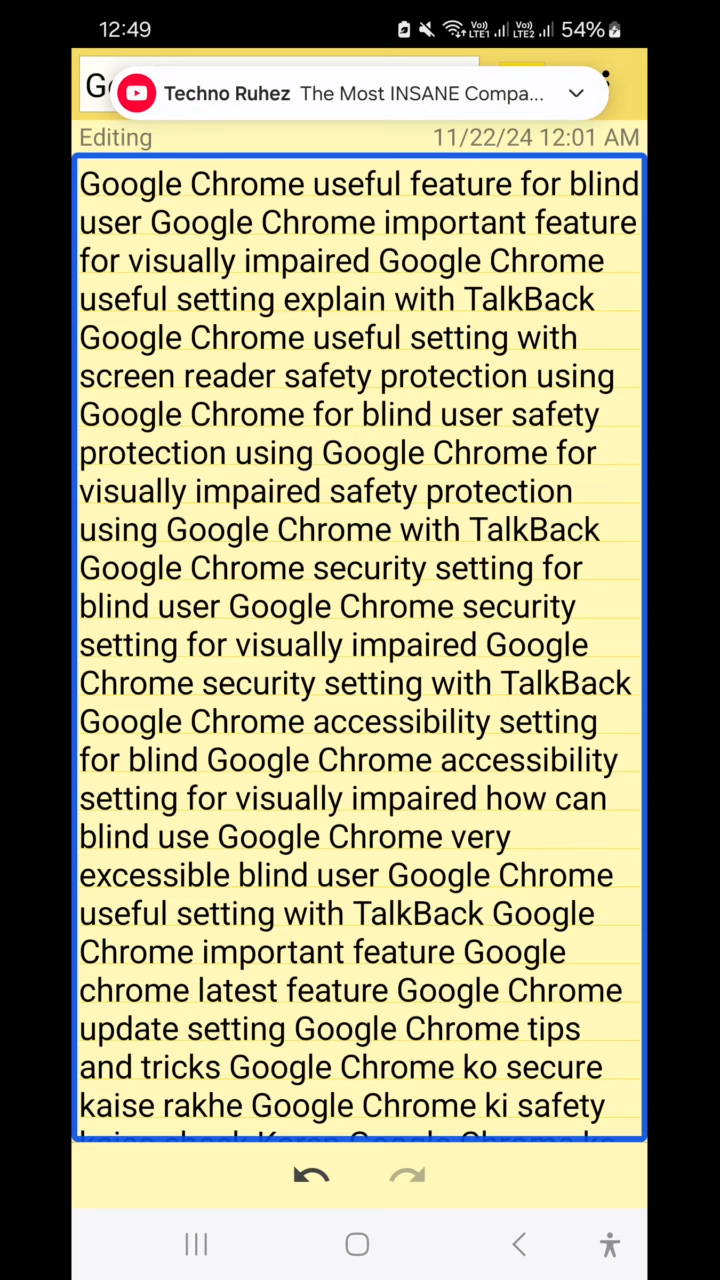 12:49
Vo)) LTE1 Vo)) LTE2 54%
Techno Ruhez The Most INSANE Compa...
Editing 11/22/24 12:01 AM
Google Chrome useful feature for blind
user Google Chrome important feature
for visually impaired Google Chrome
useful setting explain with TalkBack
Google Chrome useful setting with
screen reader safety protection using
Google Chrome for blind user safety
protection using Google Chrome for
visually impaired safety protection
using Google Chrome with TalkBack
Google Chrome security setting for
blind user Google Chrome security
setting for visually impaired Google
Chrome security setting with TalkBack
Google Chrome accessibility setting
for blind Google Chrome accessibility
setting for visually impaired how can
blind use Google Chrome very
excessible blind user Google Chrome
useful setting with TalkBack Google
Chrome important feature Google
chrome latest feature Google Chrome
update setting Google Chrome tips
and tricks Google Chrome ko secure
kaise rakhe Google Chrome ki safety